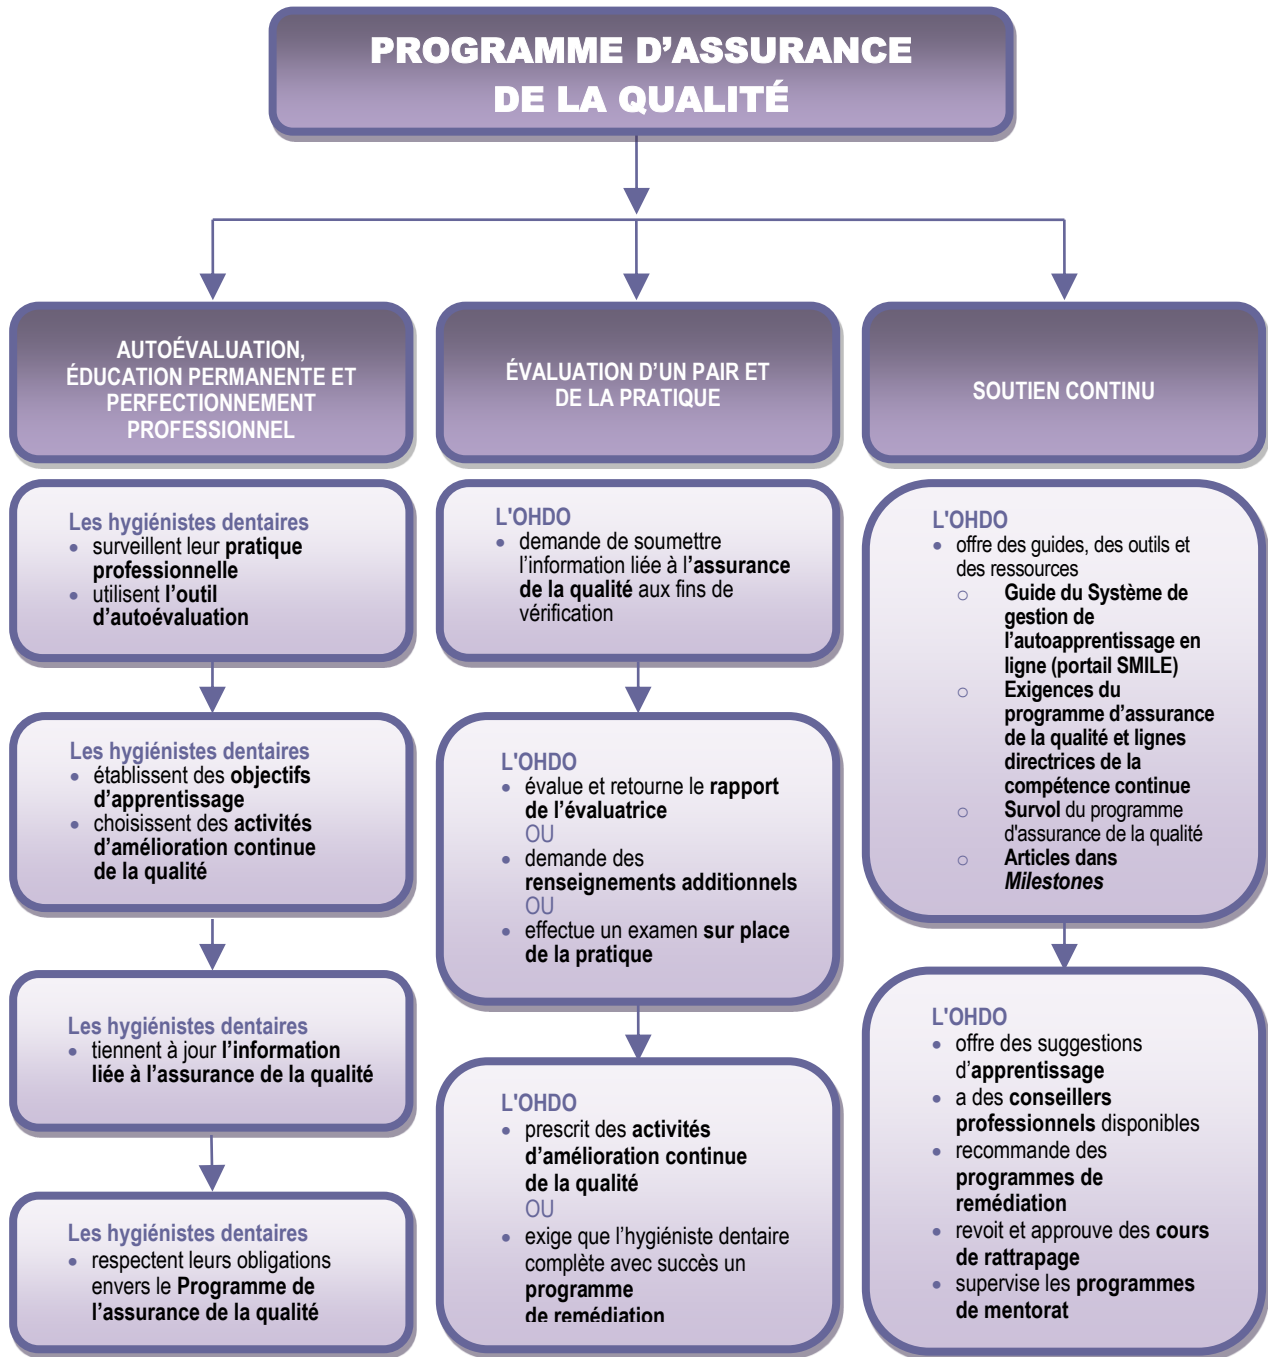 PROGRAMME D'ASSURANCE
DE LA QUALITÉ
AUTOÉVALUATION,
ÉDUCATION PERMANENTE ET
PERFECTIONNEMENT
PROFESSIONNEL
Les hygiénistes dentaires
• surveillent leur pratique
professionnelle
• utilisent l'outil
d'autoévaluation
Les hygiénistes dentaires
• établissent des objectifs
d'apprentissage
• choisissent des activités
d'amélioration continue
de la qualité
Les hygiénistes dentaires
• tiennent à jour l'information
liée à l'assurance de la qualité
Les hygiénistes dentaires
• respectent leurs obligations
envers le Programme de
l'assurance de la qualité
ÉVALUATION D'UN PAIR ET
DE LA PRATIQUE
L'OHDO
• demande de soumettre
l'information liée à l'assurance
de la qualité aux fins de
vérification
L'OHDO
• évalue et retourne le rapport
de l'évaluatrice
OU
• demande des
renseignements additionnels
OU
• effectue un examen sur place
de la pratique
L'OHDO
• prescrit des activités
d'amélioration continue
de la qualité
OU
• exige que l'hygiéniste dentaire
complète avec succès un
programme
de remédiation
SOUTIEN CONTINU
L'OHDO
• offre des guides, des outils et
des ressources
○ Guide du Système de
gestion de
l'autoapprentissage en
ligne (portail SMILE)
○ Exigences du
programme d'assurance
de la qualité et lignes
directrices de la
compétence continue
○ Survol du programme
d'assurance de la qualité
○ Articles dans
Milestones
L'OHDO
• offre des suggestions
d'apprentissage
• a des conseillers
professionnels disponibles
• recommande des
programmes de
remédiation
• revoit et approuve des cours
de rattrapage
• supervise les programmes
de mentorat